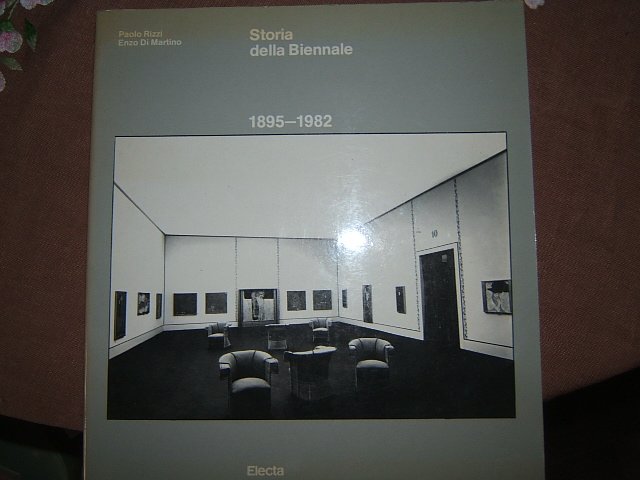 Paolo Rizzi
Enzo Di Martino
Storia
della Biennale
1895–1982
10
Electa